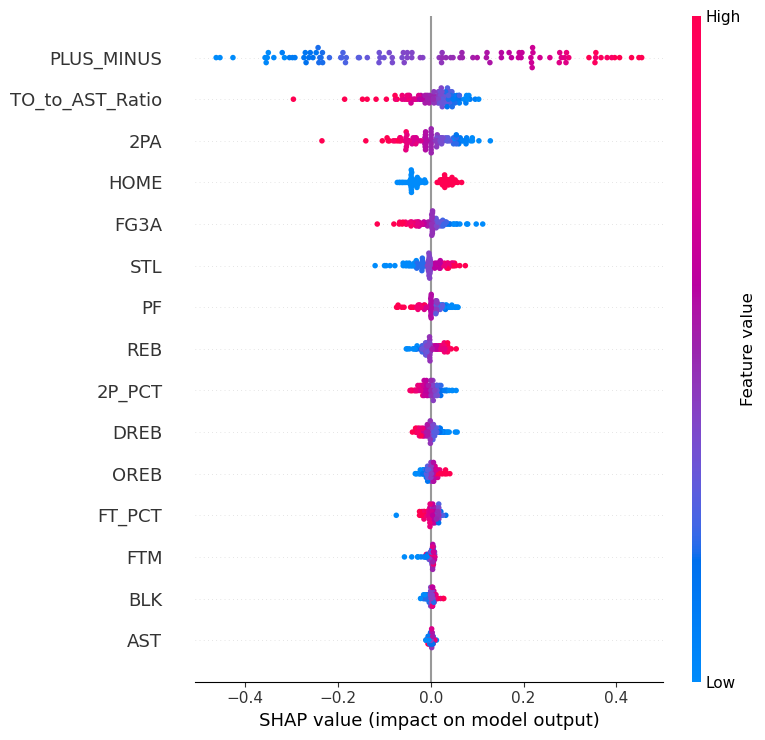 High
PLUS_MINUS
TO_to_AST_Ratio
2PA
HOME
FG3A
STL
PF
REB
2P_PCT
DREB
OREB
FT_PCT
FTM
BLK
AST
Feature value
Low
−0.4 −0.2 0.0 0.2 0.4
SHAP value (impact on model output)